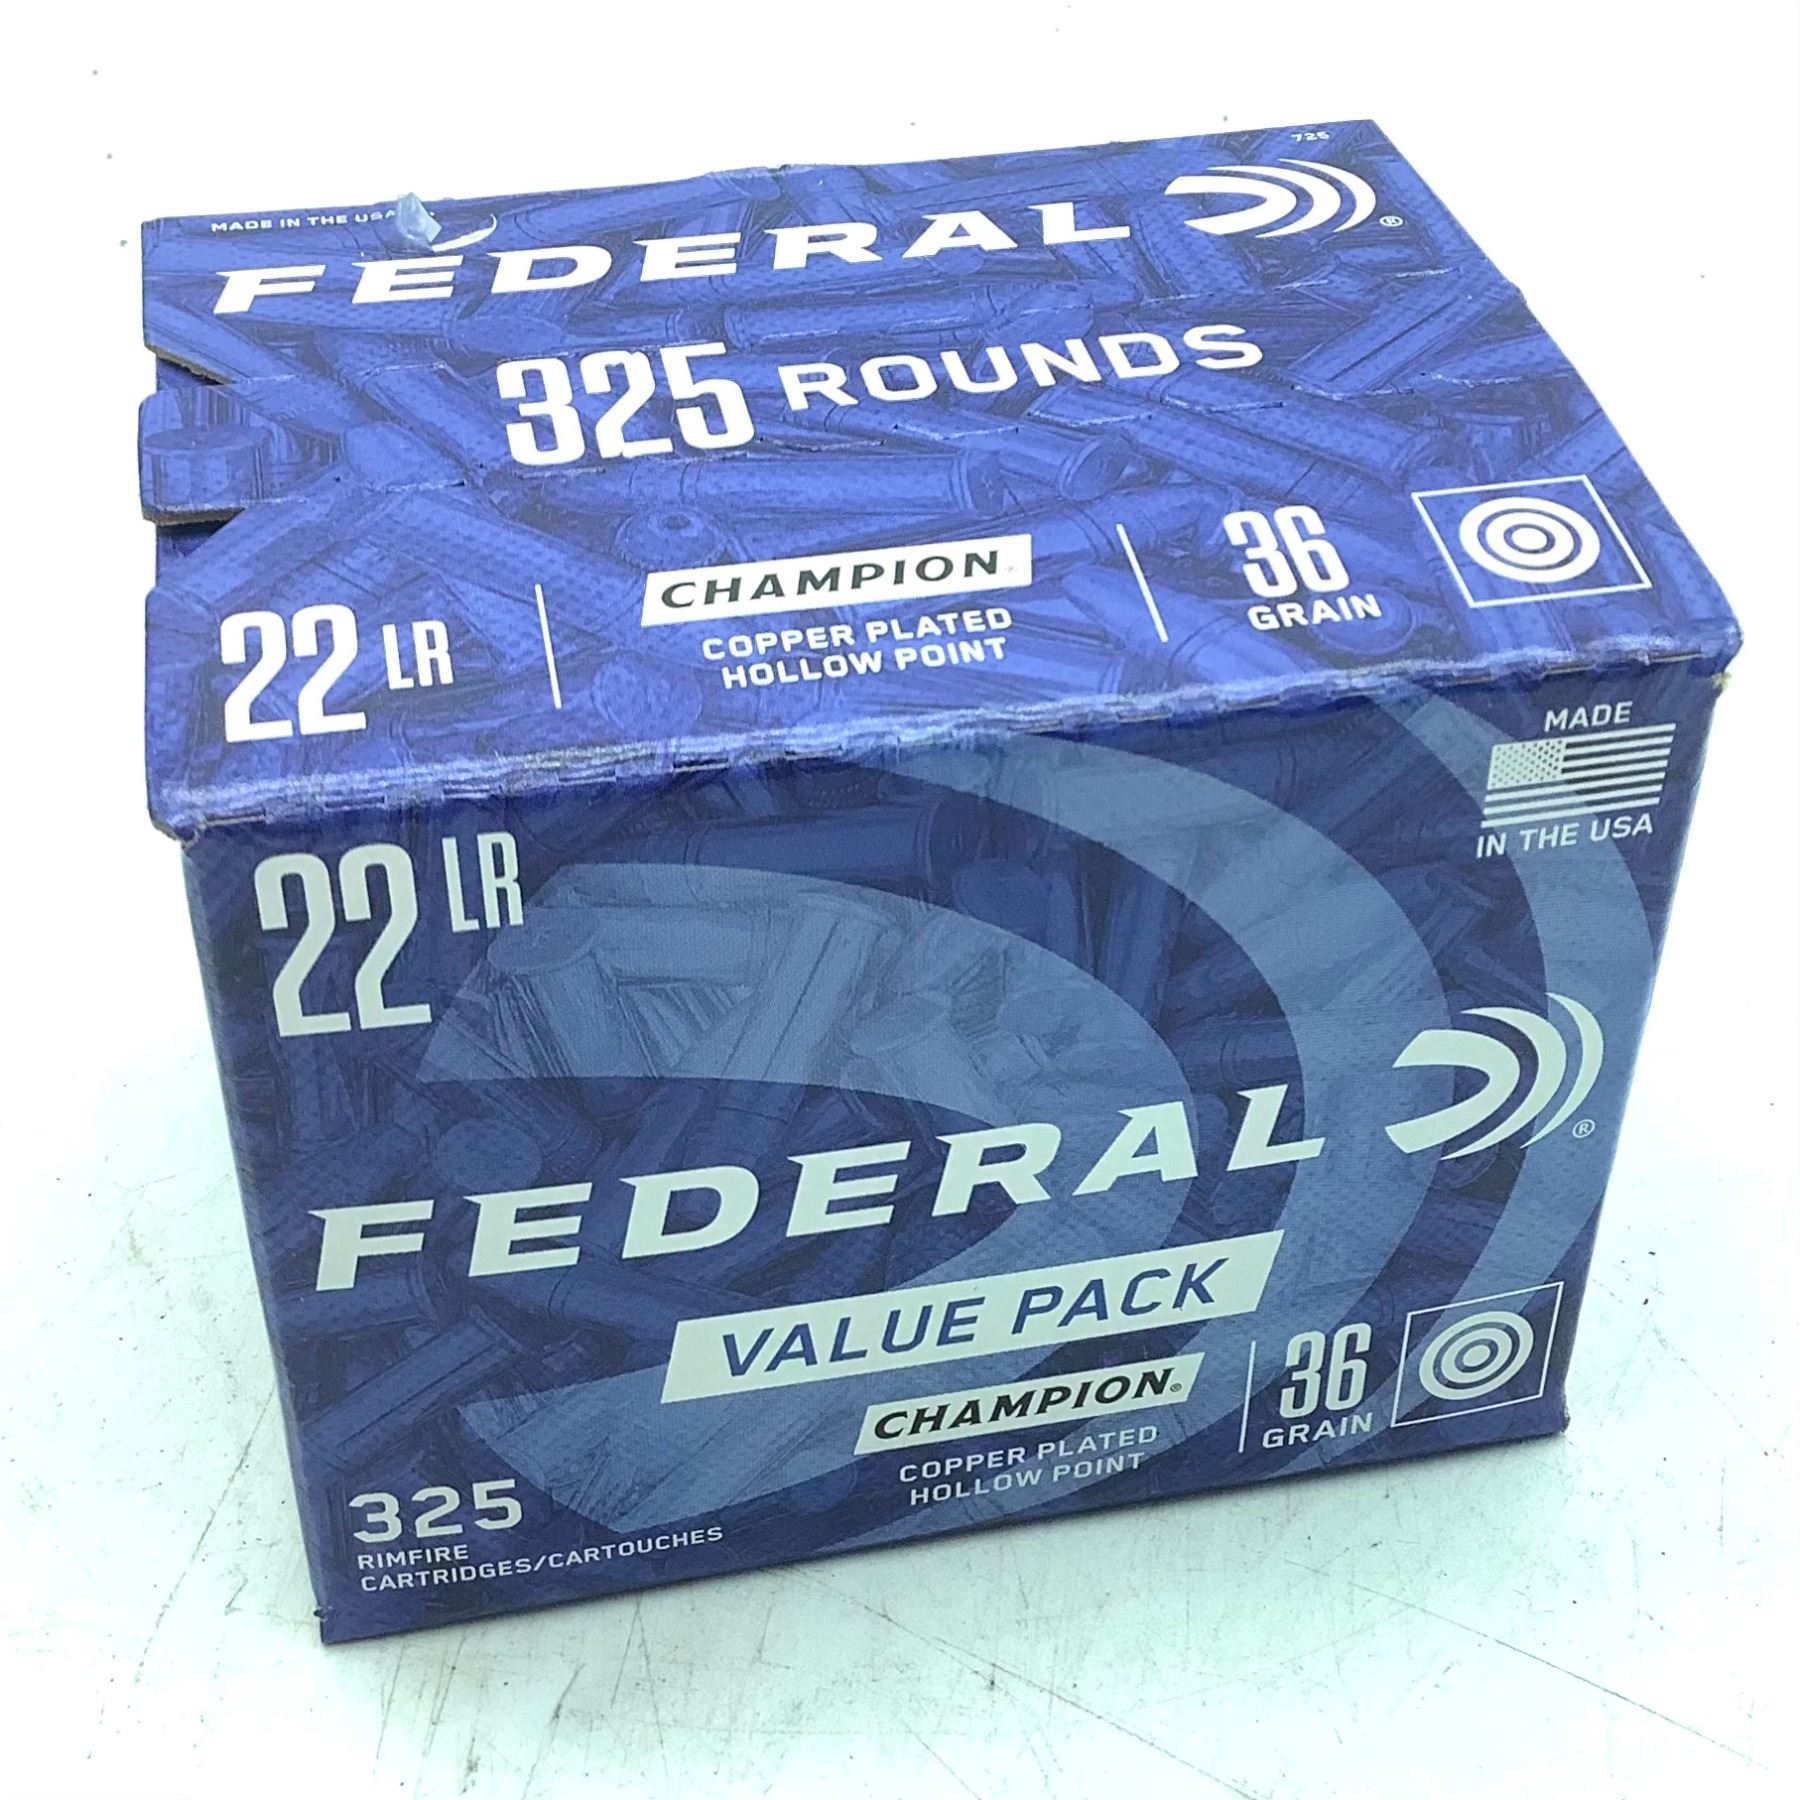 725
MADE IN THE USA
FEDERAL ®
325 ROUNDS
22 LR
CHAMPION
COPPER PLATED
HOLLOW POINT
36
GRAIN
MADE
IN THE USA
22 LR
FEDERAL ®
VALUE PACK
CHAMPION®
COPPER PLATED
HOLLOW POINT
36
GRAIN
325
RIMFIRE
CARTRIDGES/CARTOUCHES